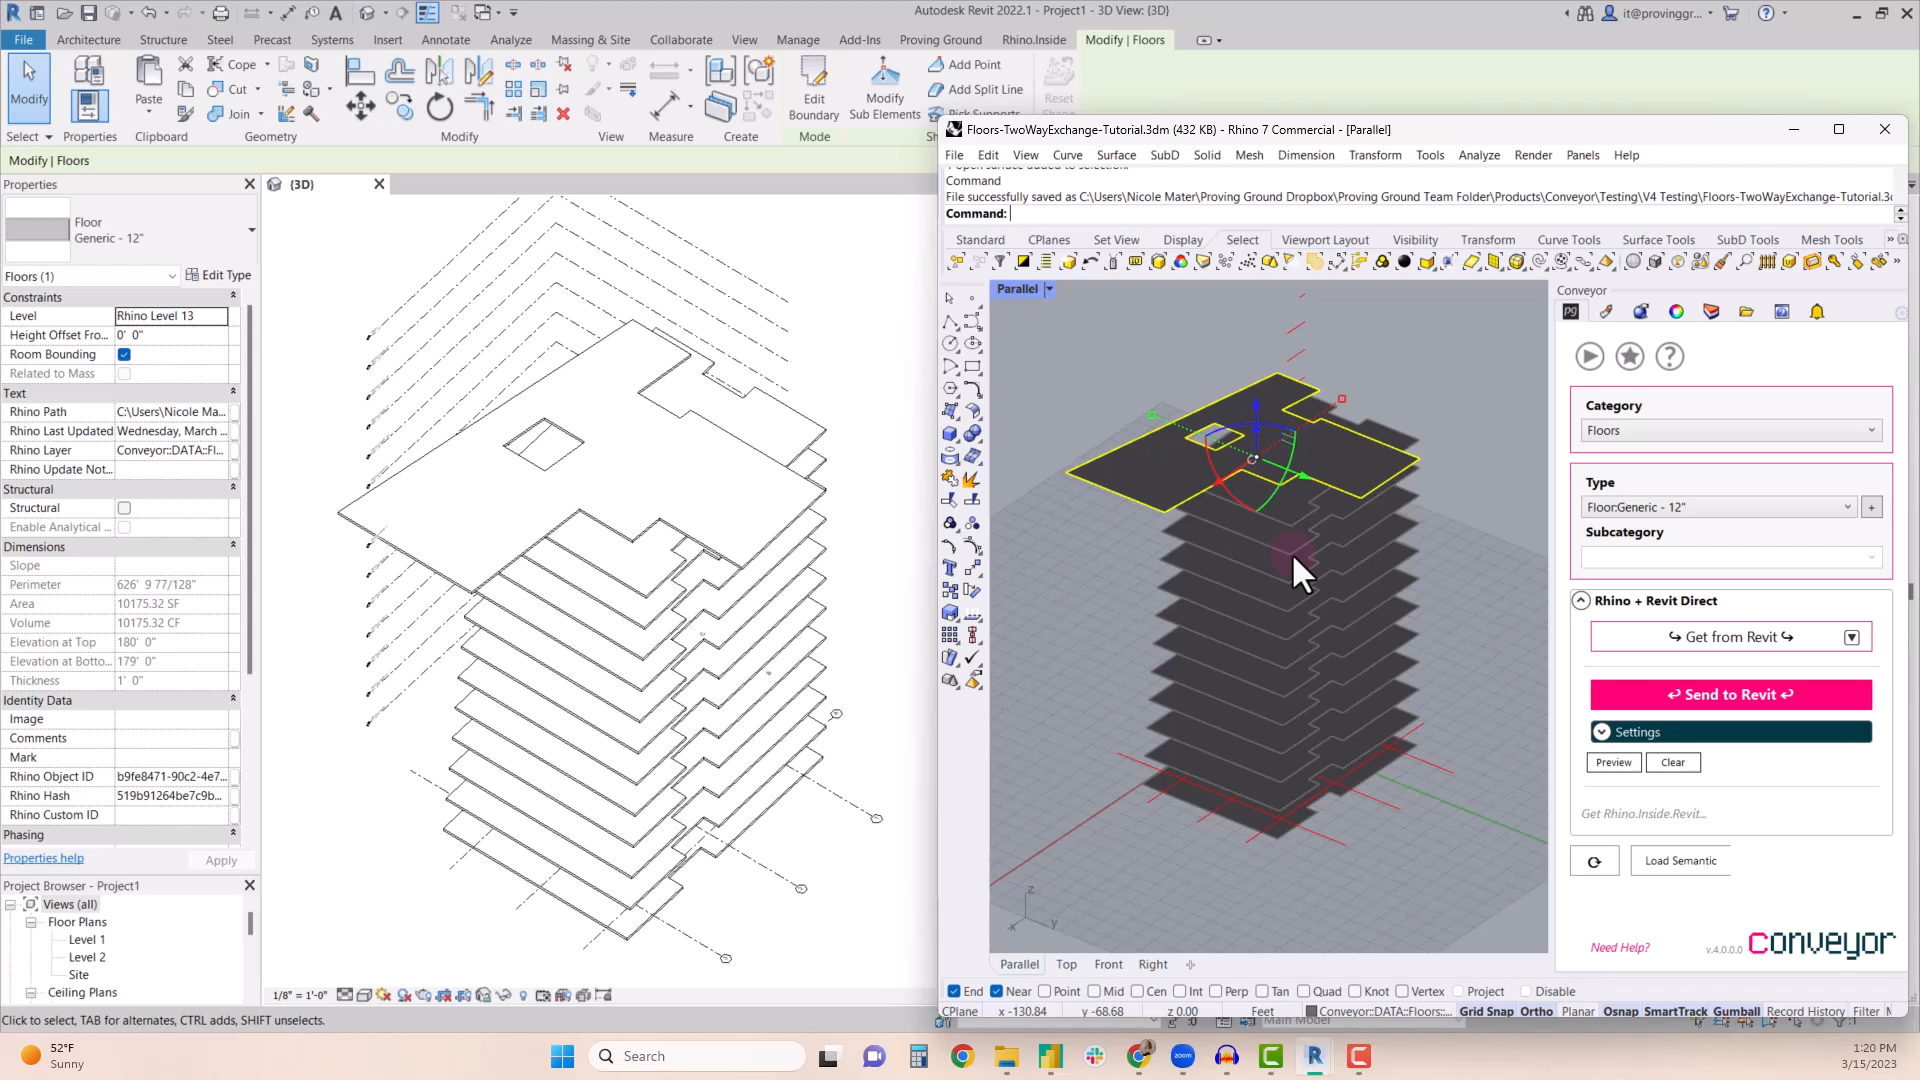 Autodesk Revit 2022.1 - Project1 - 3D View: {3D}
it@provinggr...
File
Architecture
Structure
Steel
Precast
Systems
Insert
Annotate
Analyze
Massing & Site
Collaborate
View
Manage
Add-Ins
Proving Ground
Rhino.Inside
Modify | Floors
Modify
Select
Properties
Paste
Clipboard
Cope
Cut
Join
Geometry
Modify
View
Measure
Create
Edit
Boundary
Mode
Modify
Sub Elements
Add Point
Add Split Line
Pick Supports
Reset
Modify | Floors
Properties
{3D}
Floor
Generic - 12"
Floors (1)
Edit Type
Constraints
Level
Rhino Level 13
Height Offset Fro...
0' 0"
Room Bounding
Related to Mass
Text
Rhino Path
C:\Users\Nicole Ma...
Rhino Last Updated
Wednesday, March ...
Rhino Layer
Conveyor::DATA::Fl...
Rhino Update Not...
Structural
Structural
Enable Analytical ...
Dimensions
Slope
Perimeter
626' 9 77/128"
Area
10175.32 SF
Volume
10175.32 CF
Elevation at Top
180' 0"
Elevation at Botto...
179' 0"
Thickness
1' 0"
Identity Data
Image
Comments
Mark
Rhino Object ID
b9fe8471-90c2-4e7...
Rhino Hash
519b91264be7c9b...
Rhino Custom ID
Phasing
Properties help
Apply
Project Browser - Project1
Views (all)
Floor Plans
Level 1
Level 2
Site
Ceiling Plans
1/8" = 1'-0"
Click to select, TAB for alternates, CTRL adds, SHIFT unselects.
Main Model
Floors-TwoWayExchange-Tutorial.3dm (432 KB) - Rhino 7 Commercial - [Parallel]
File Edit View Curve Surface SubD Solid Mesh Dimension Transform Tools Analyze Render Panels Help
1 open surface added to selection.
Command
File successfully saved as C:\Users\Nicole Mater\Proving Ground Dropbox\Proving Ground Team Folder\Products\Conveyor\Testing\V4 Testing\Floors-TwoWayExchange-Tutorial.3d
Command:
Standard CPlanes Set View Display Select Viewport Layout Visibility Transform Curve Tools Surface Tools SubD Tools Mesh Tools
Parallel
z
x
y
Conveyor
pg
Category
Floors
Type
Floor:Generic - 12"
+
Subcategory
Rhino + Revit Direct
Get from Revit
Send to Revit
Settings
Preview
Clear
Get Rhino.Inside.Revit...
Load Semantic
Need Help?
v.4.0.0.0
conveyor
Parallel Top Front Right
End Near Point Mid Cen Int Perp Tan Quad Knot Vertex Project Disable
CPlane x -130.84 y -68.68 z 0.00 Feet Conveyor::DATA::Floors::... Grid Snap Ortho Planar Osnap SmartTrack Gumball Record History Filter M
52°F
Sunny
Search
zoom
1:20 PM
3/15/2023